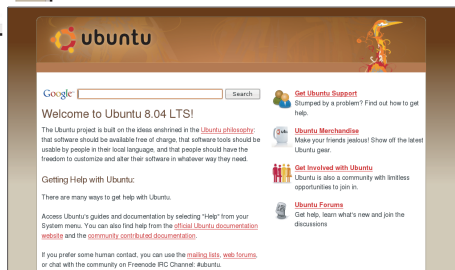 ubuntu
Google Search
Welcome to Ubuntu 8.04 LTS!
The Ubuntu project is built on the ideas enshrined in the Ubuntu philosophy:
that software should be available free of charge, that software tools should be
usable by people in their local language, and that people should have the
freedom to customize and alter their software in whatever way they need.
Getting Help with Ubuntu:
There are many ways to get help with Ubuntu.
Access Ubuntu's guides and documentation by selecting "Help" from your
System menu. You can also find help from the official Ubuntu documentation
website and the community contributed documentation.
If you prefer some human contact, you can use the mailing lists, web forums,
or chat with the community on Freenode IRC Channel: #ubuntu.
Get Ubuntu Support
Stumped by a problem? Find out how to get
help.
Ubuntu Merchandise
Make your friends jealous! Show off the latest
Ubuntu gear.
Get Involved with Ubuntu
Ubuntu is also a community with limitless
opportunities to join in.
Ubuntu Forums
Get help, learn what's new and join the
discussions